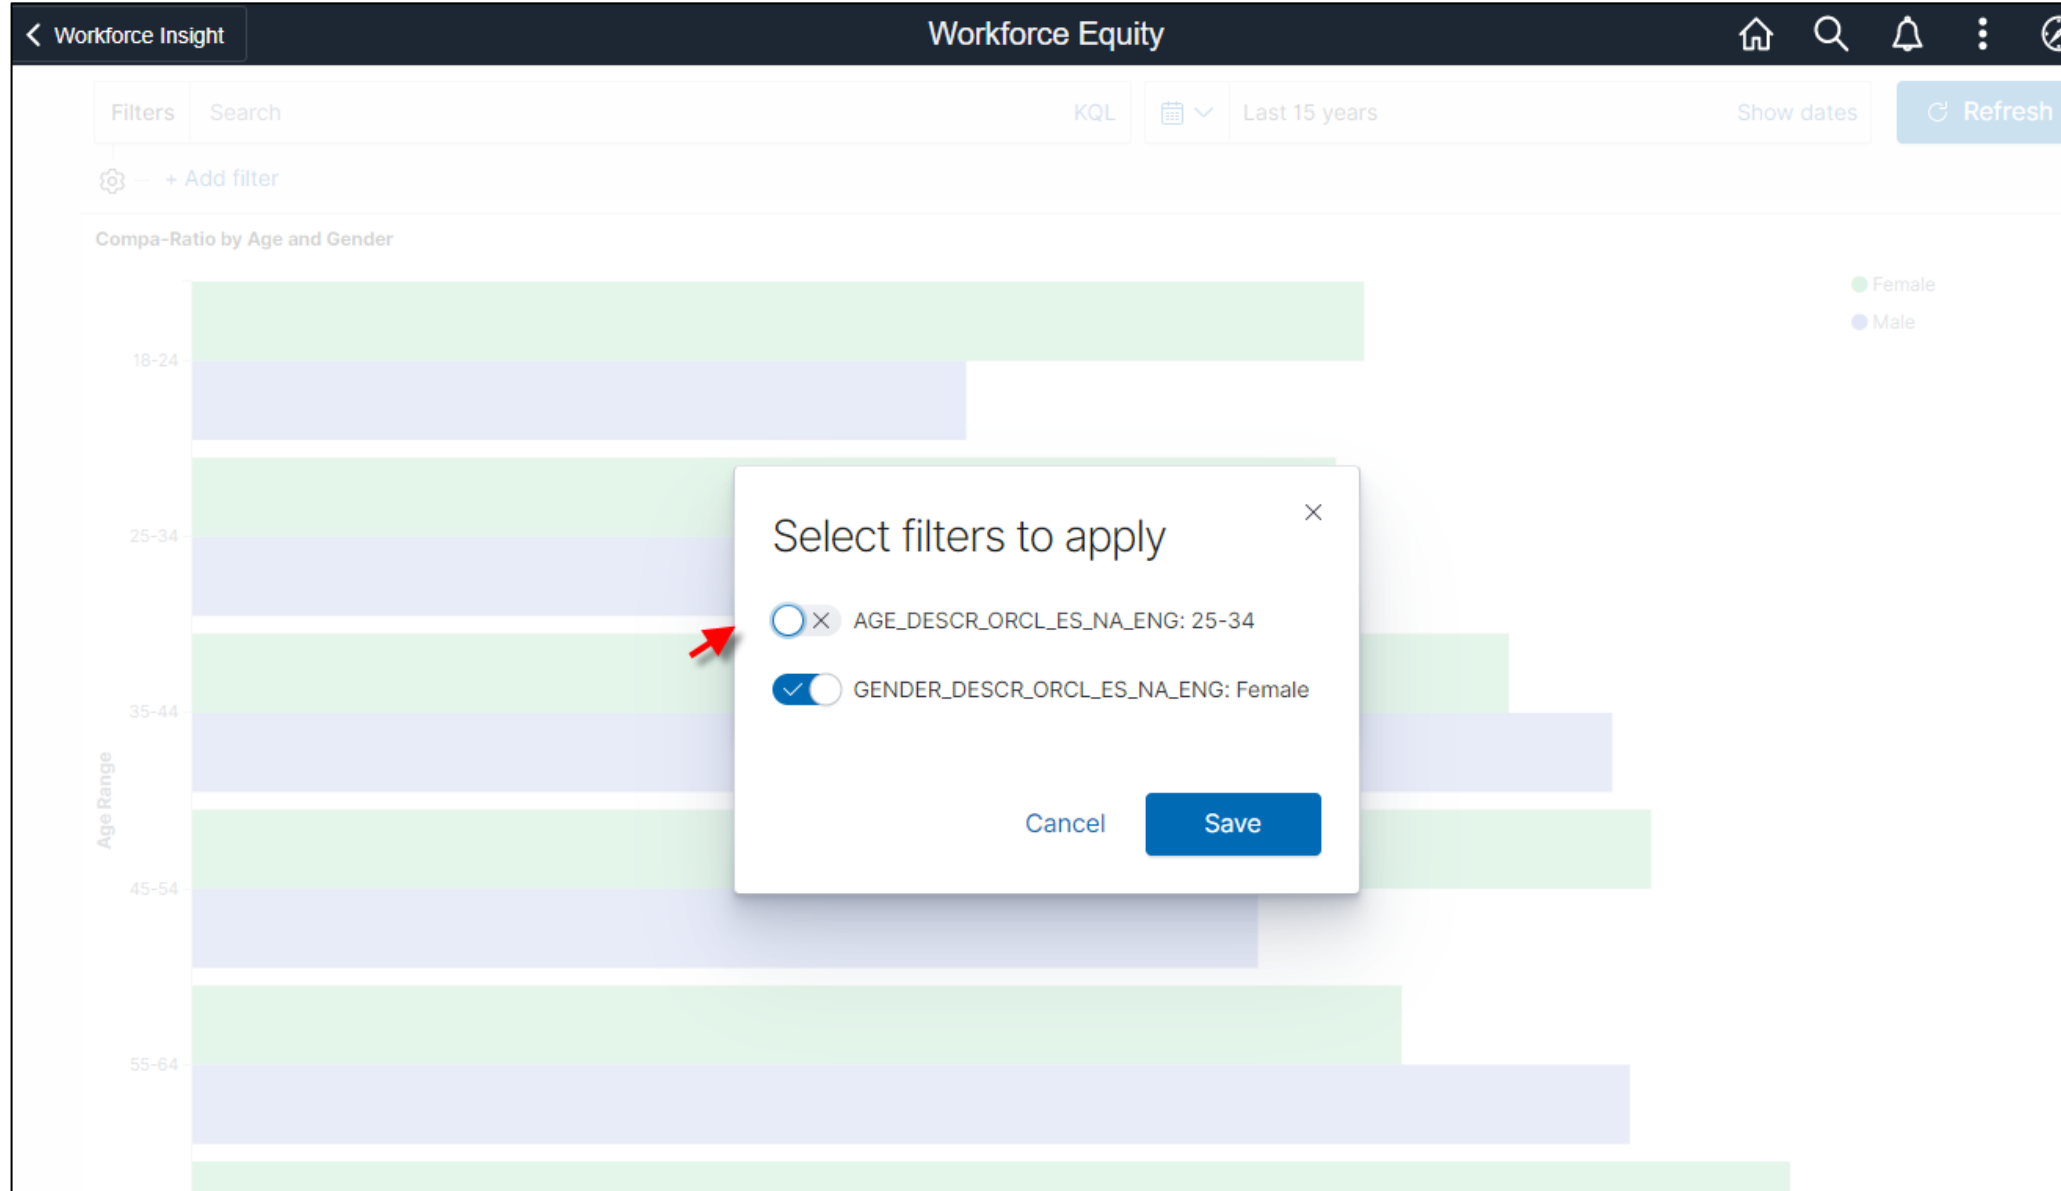 Workforce Insight
Workforce Equity
Filters Search KQL Last 15 years Show dates Refresh
+ Add filter
Compa-Ratio by Age and Gender
Female
Male
18-24
25-34
35-44
45-54
55-64
Age Range
Select filters to apply
AGE_DESCR_ORCL_ES_NA_ENG: 25-34
GENDER_DESCR_ORCL_ES_NA_ENG: Female
Cancel Save